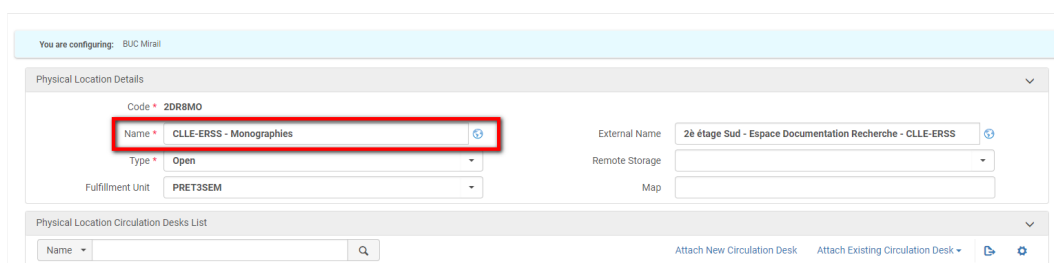 You are configuring: BUC Mirail
Physical Location Details
Code * 2DR8MO
Name * CLLE-ERSS - Monographies External Name 2è étage Sud - Espace Documentation Recherche - CLLE-ERSS
Type * Open Remote Storage
Fulfillment Unit PRET3SEM Map
Physical Location Circulation Desks List
Name Attach New Circulation Desk Attach Existing Circulation Desk